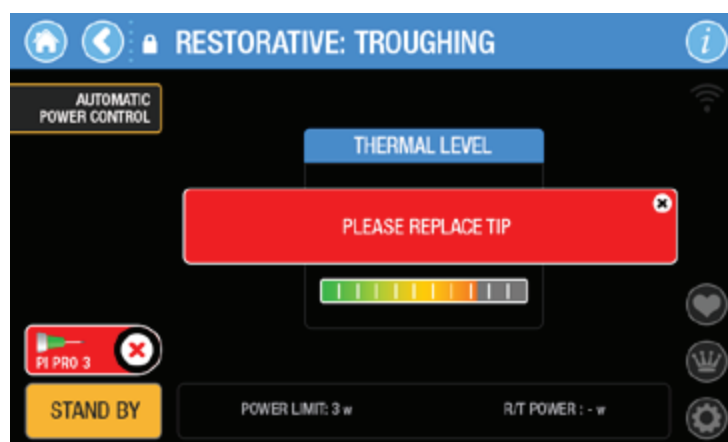 RESTORATIVE: TROUGHING
i
AUTOMATIC
POWER CONTROL
THERMAL LEVEL
PLEASE REPLACE TIP
PI PRO 3
STAND BY
POWER LIMIT: 3 w
R/T POWER : - w